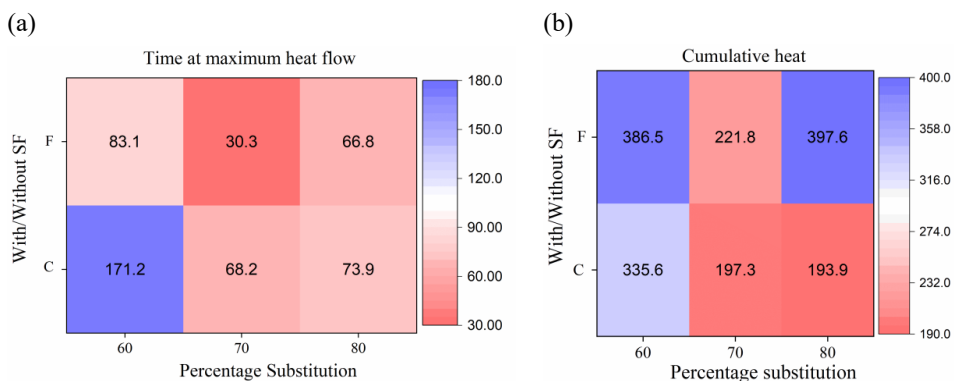 (a)
Time at maximum heat flow
With/Without SF
F
83.1
30.3
66.8
C
171.2
68.2
73.9
60
70
80
Percentage Substitution
180.0
150.0
120.0
90.00
60.00
30.00
(b)
Cumulative heat
With/Without SF
F
386.5
221.8
397.6
C
335.6
197.3
193.9
60
70
80
Percentage substitution
400.0
358.0
316.0
274.0
232.0
190.0